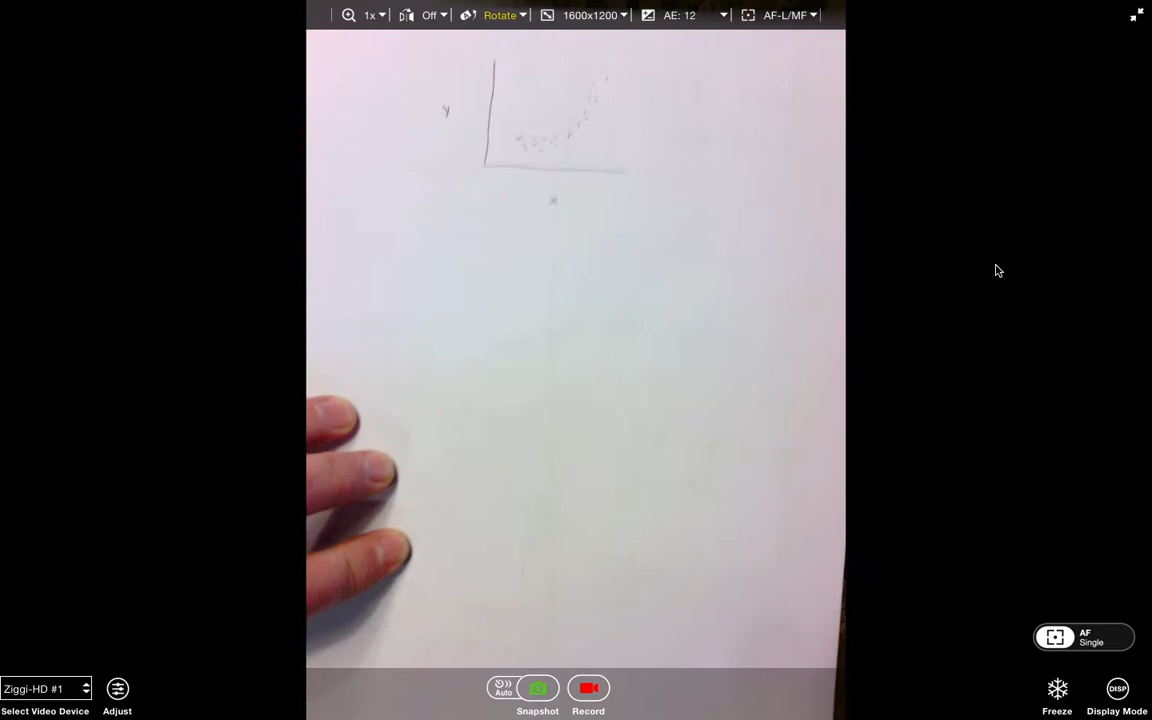 1x Off Rotate 1600x1200 AE: 12 AF-L/MF
y
x
AF
Single
Ziggi-HD #1
Select Video Device
Adjust
Auto
Snapshot
Record
Freeze
DISP
Display Mode